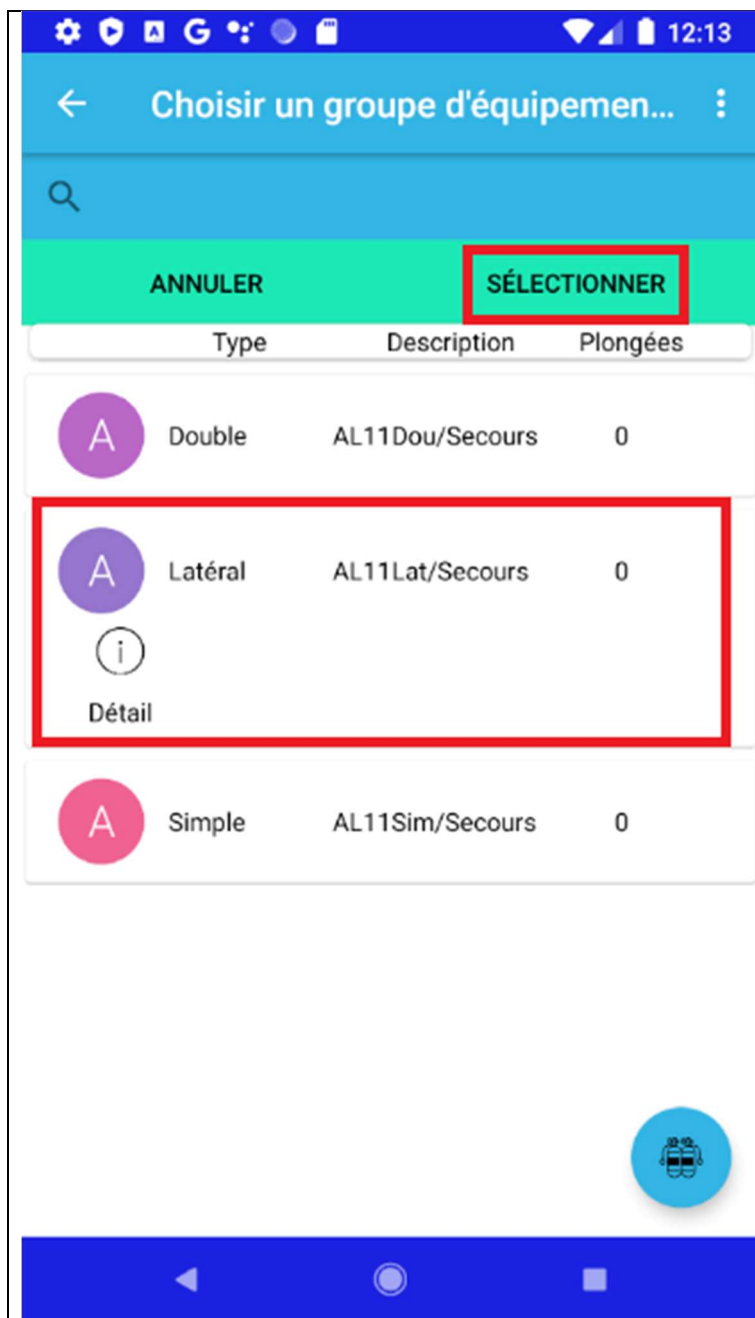 12:13
Choisir un groupe d'équipemen...
ANNULER SÉLECTIONNER
Type Description Plongées
A Double AL11Dou/Secours 0
A Latéral AL11Lat/Secours 0
i
Détail
A Simple AL11Sim/Secours 0